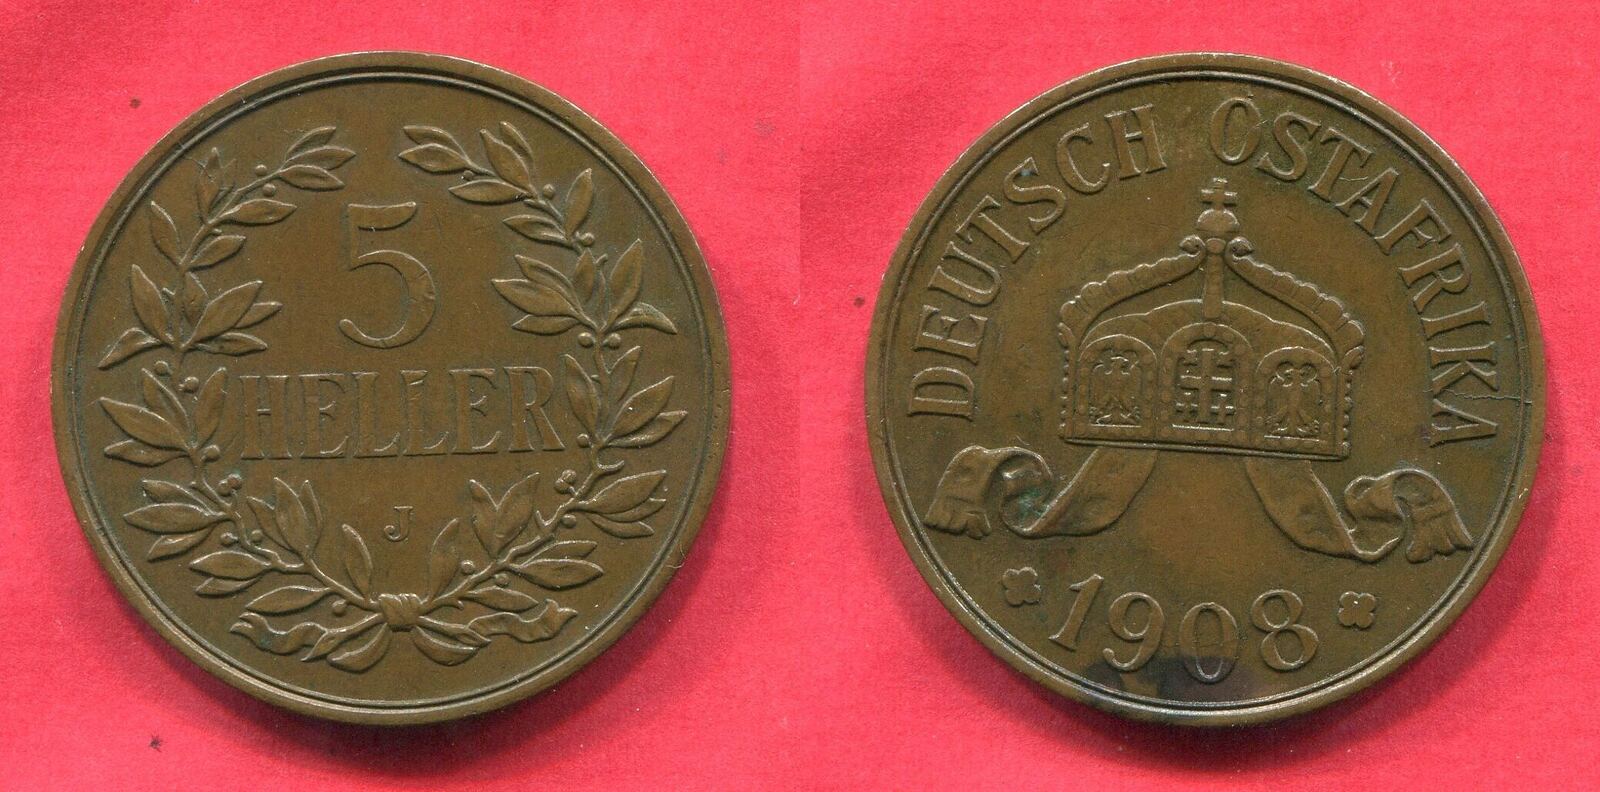 5
HELLER
J
DEUTSCH OSTAFRIKA
1908